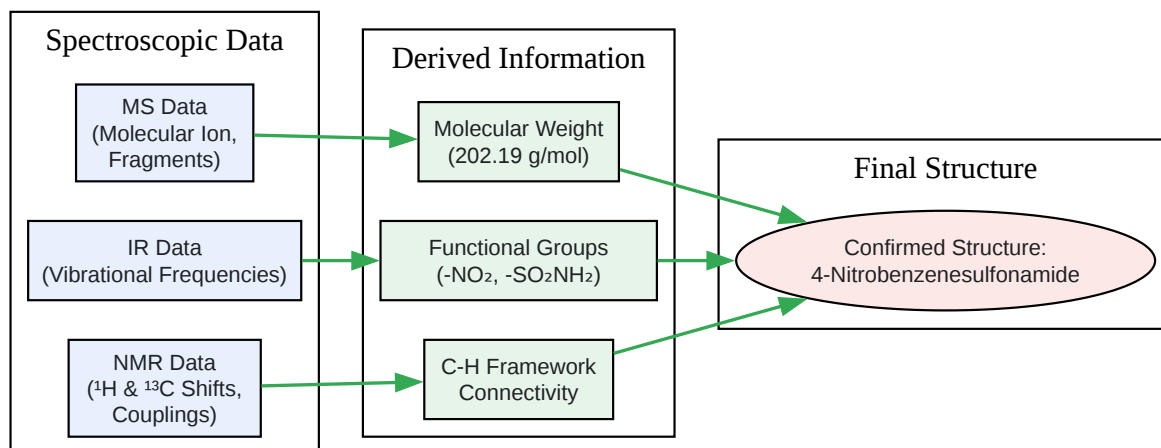 Spectroscopic Data
MS Data
(Molecular Ion,
Fragments)
IR Data
(Vibrational Frequencies)
NMR Data
(¹H & ¹³C Shifts,
Couplings)
Derived Information
Molecular Weight
(202.19 g/mol)
Functional Groups
(-NO₂, -SO₂NH₂)
C-H Framework
Connectivity
Final Structure
Confirmed Structure:
4-Nitrobenzenesulfonamide